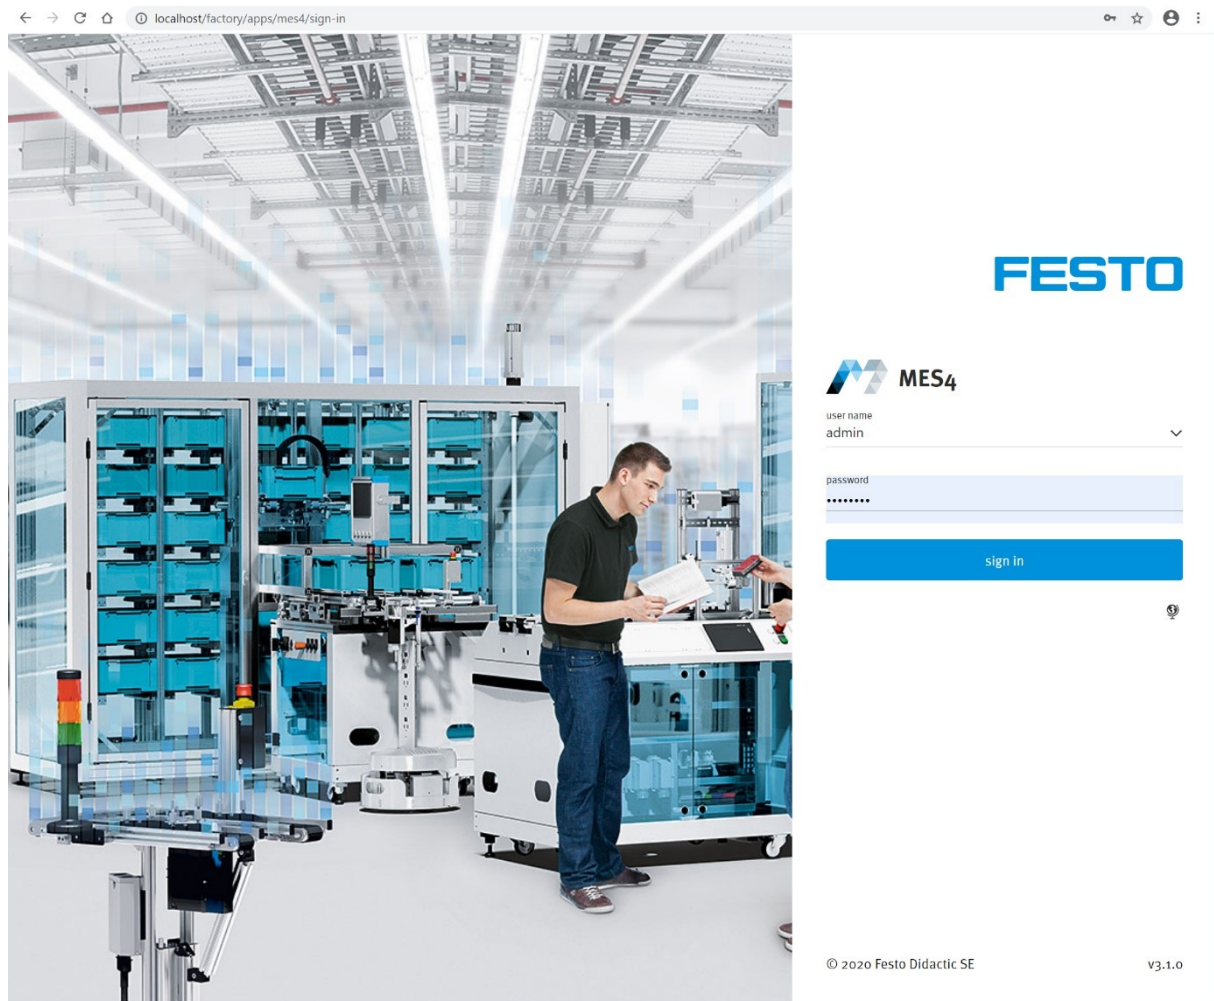 localhost/factory/apps/mes4/sign-in
FESTO
MES4
user name
admin
password
••••••••
sign in
© 2020 Festo Didactic SE
v3.1.0